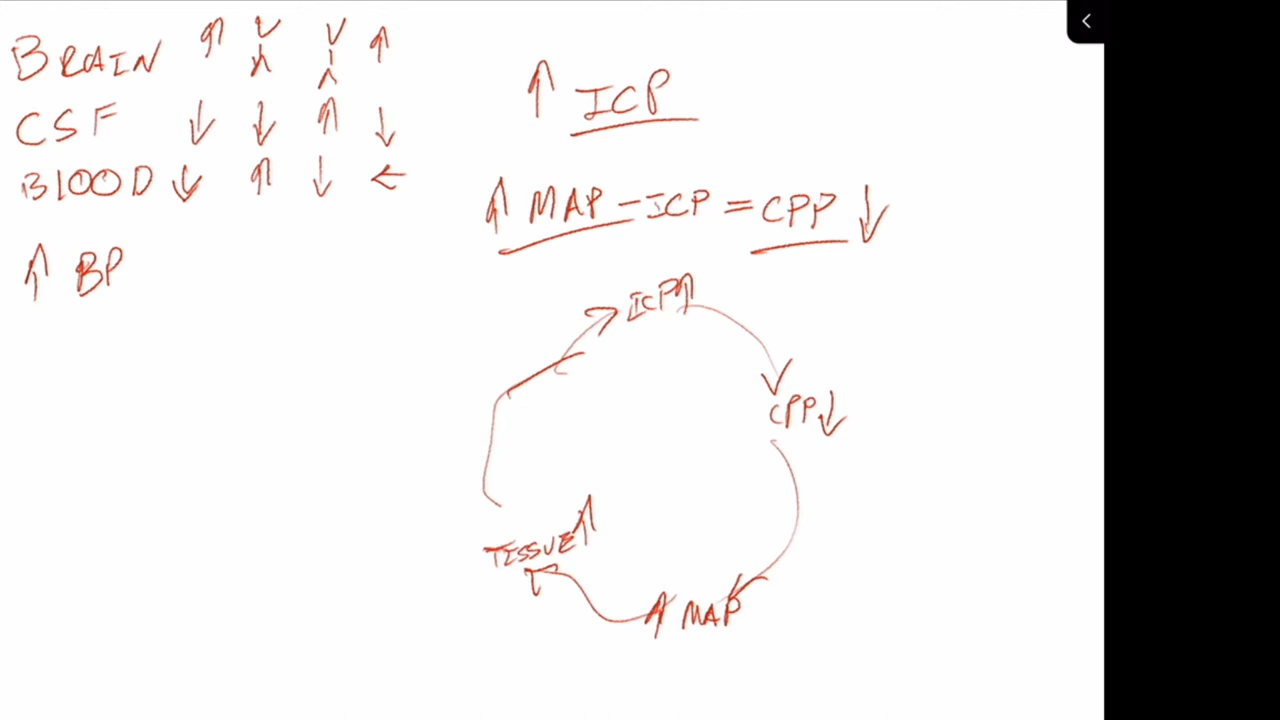 BRAIN ↑ ↓ ↓ ↑
CSF ↓ ↓ ↑ ↓
BLOOD ↓ ↑ ↓ ←
↑ BP
↑ ICP
↑ MAP - ICP = CPP ↓
ICP↑
CPP↓
↑ MAP
TISSUE↑